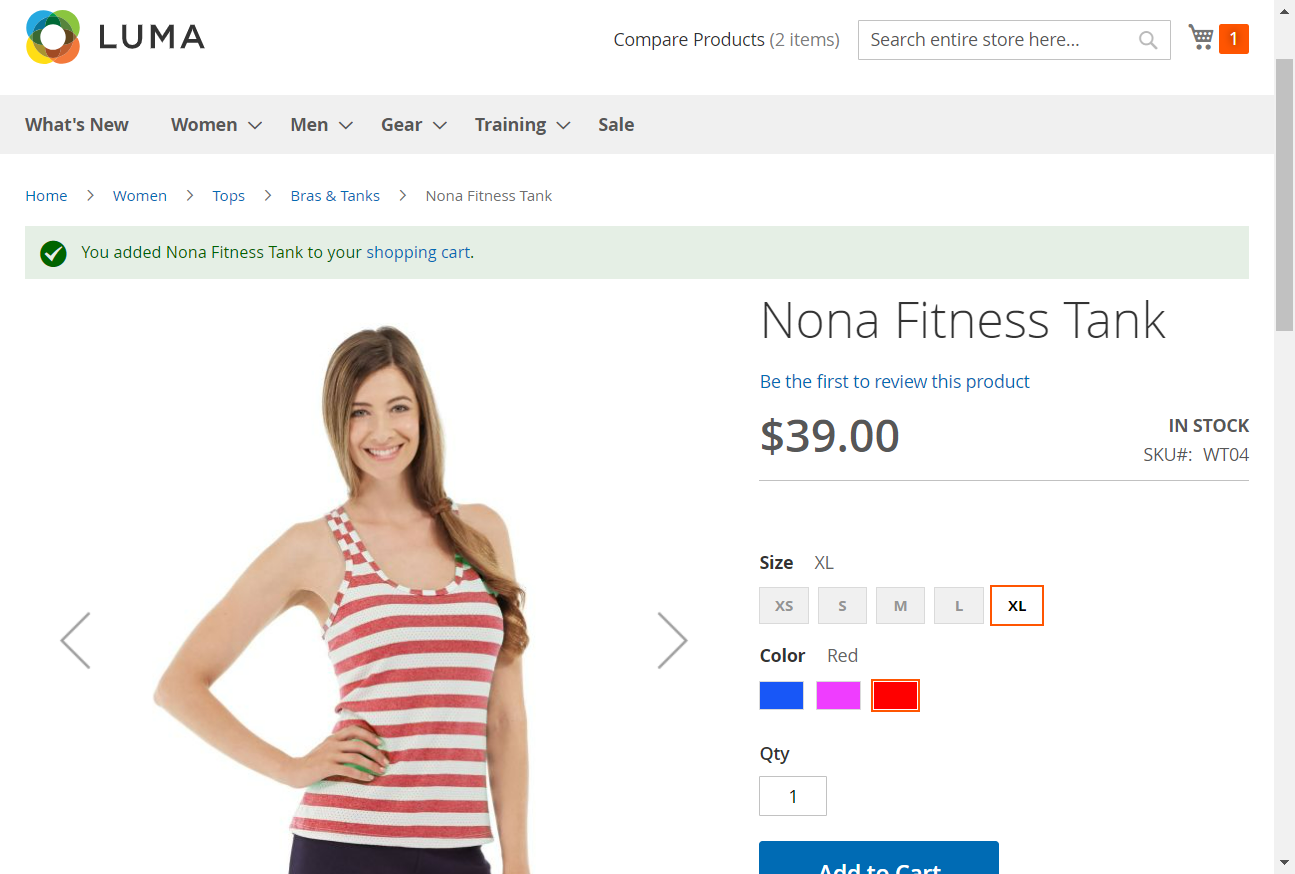 LUMA
Compare Products (2 items)
Search entire store here...
1
What's New
Women
Men
Gear
Training
Sale
Home
Women
Tops
Bras & Tanks
Nona Fitness Tank
You added Nona Fitness Tank to your shopping cart.
Nona Fitness Tank
Be the first to review this product
$39.00
IN STOCK
SKU#: WT04
Size XL
XS S M L XL
Color Red
Qty
1
Add to Cart